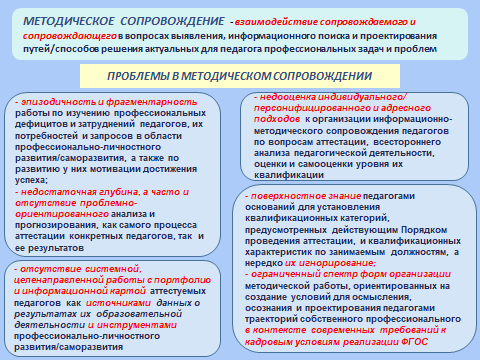 МЕТОДИЧЕСКОЕ СОПРОВОЖДЕНИЕ - взаимодействие сопровождаемого и
сопровождающего в вопросах выявления, информационного поиска и проектирования
путей/способов решения актуальных для педагога профессиональных задач и проблем
ПРОБЛЕМЫ В МЕТОДИЧЕСКОМ СОПРОВОЖДЕНИИ
- эпизодичность и фрагментарность
работы по изучению профессиональных
дефицитов и затруднений педагогов, их
потребностей и запросов в области
профессионально-личностного
развития/саморазвития, а также по
развитию у них мотивации достижения
успеха;
- недостаточная глубина, а часто и
отсутствие проблемно-
ориентированного анализа и
прогнозирования, как самого процесса
аттестации конкретных педагогов, так и
ее результатов
- отсутствие системной,
целенаправленной работы с портфолио
и информационной картой аттестуемых
педагогов как источниками данных о
результатах их образовательной
деятельности и инструментами
профессионально-личностного
развития/саморазвития
- недооценка индивидуального/
персонифицированного и адресного
подходов к организации информационно-
методического сопровождения педагогов
по вопросам аттестации, всестороннего
анализа педагогической деятельности,
оценки и самооценки уровня их
квалификации
- поверхностное знание педагогами
оснований для установления
квалификационных категорий,
предусмотренных действующим Порядком
проведения аттестации, и квалификационных
характеристик по занимаемым должностям, а
нередко их игнорирование;
- ограниченный спектр форм организации
методической работы, ориентированных на
создание условий для осмысления,
осознания и проектирования педагогами
траекторий собственного профессионального
в контексте современных требований к
кадровым условиям реализации ФГОС